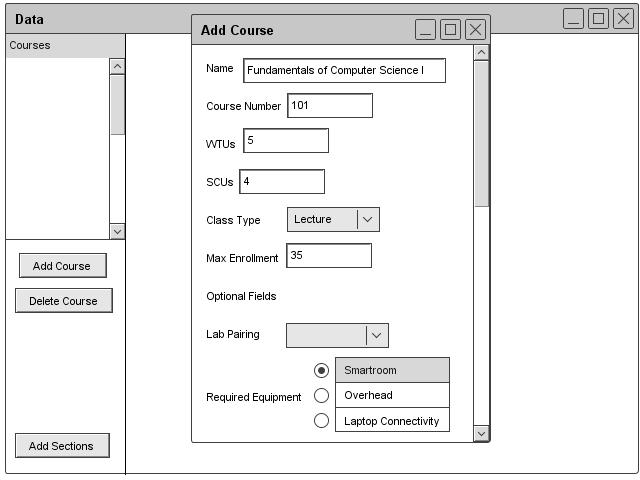 Data
Courses
Add Course
Delete Course
Add Sections
Add Course
Name Fundamentals of Computer Science I
Course Number 101
WTUs 5
SCUs 4
Class Type Lecture
Max Enrollment 35
Optional Fields
Lab Pairing
Required Equipment
Smartroom
Overhead
Laptop Connectivity